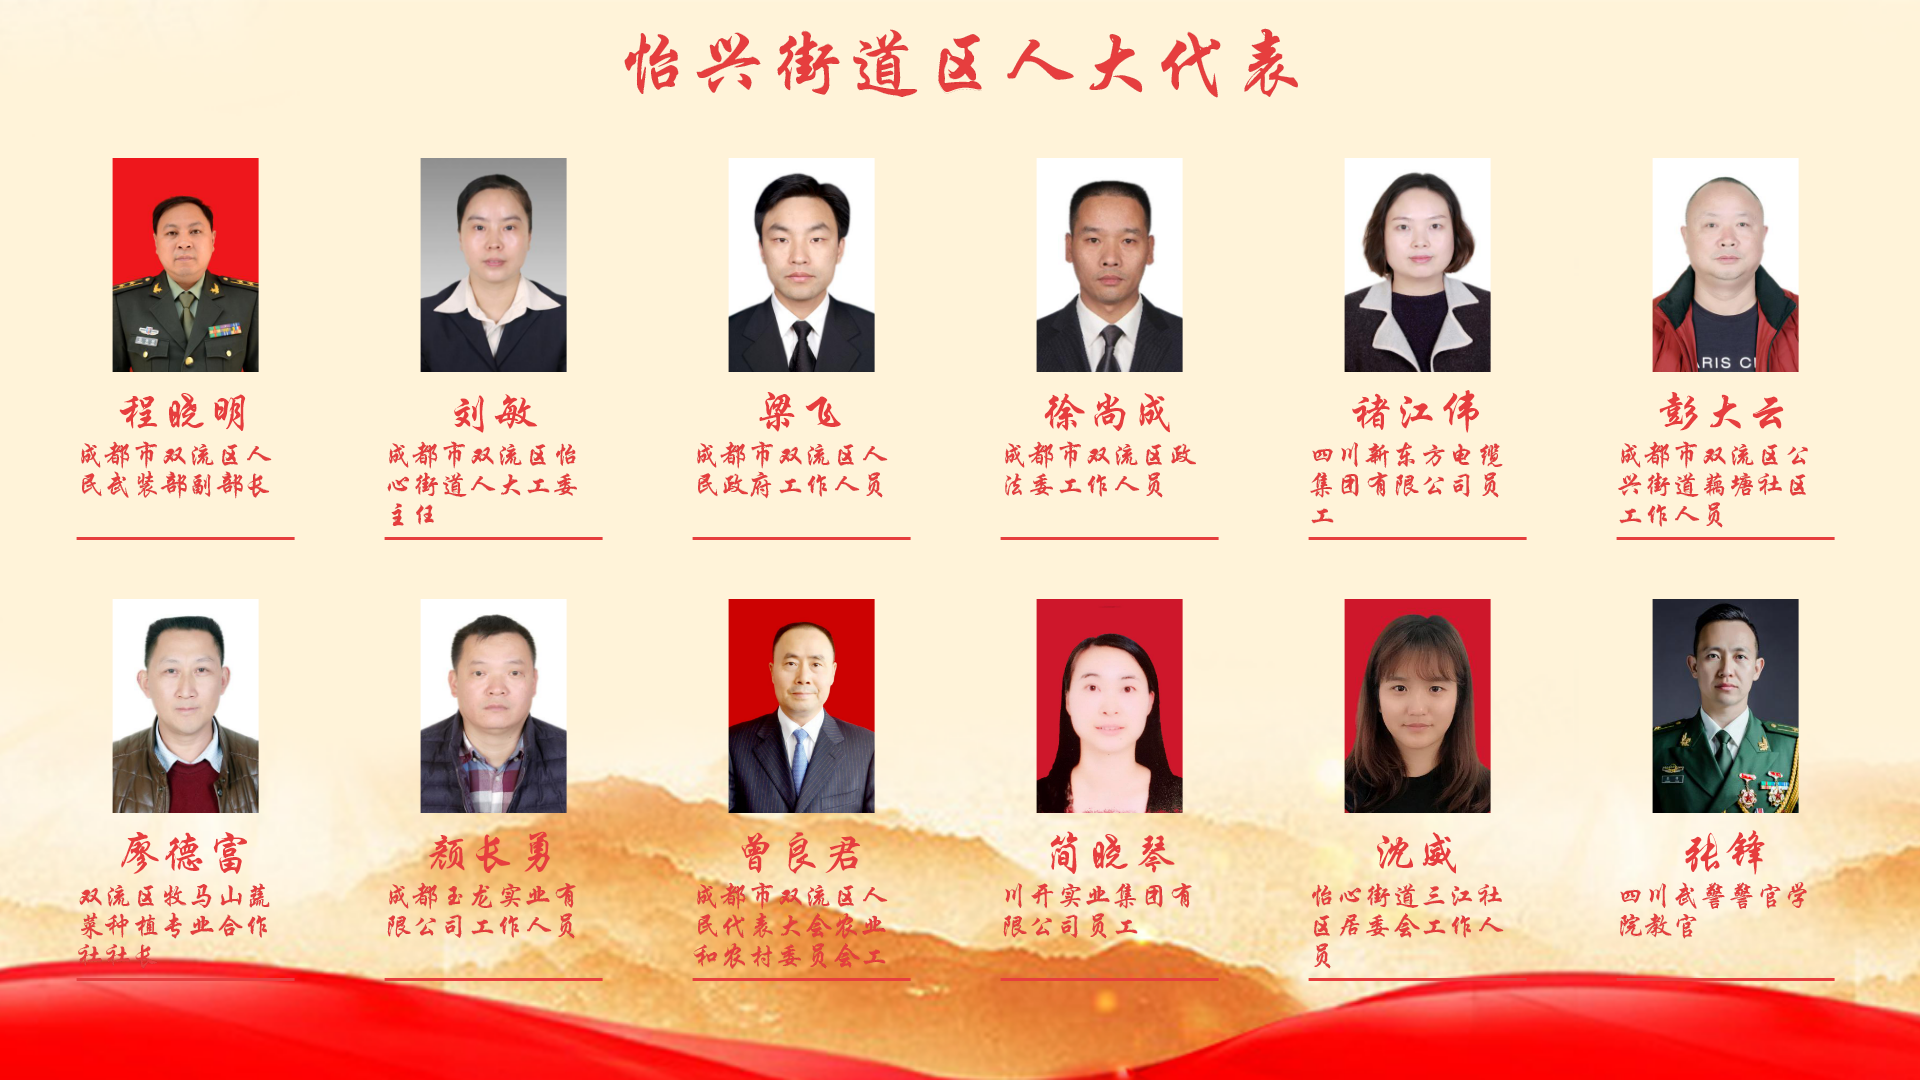 怡兴街道区人大代表
ARIS C
程晓明
成都市双流区人
民武装部副部长
刘敏
成都市双流区怡
心街道人大工委
主任
梁飞
成都市双流区人
民政府工作人员
徐尚成
成都市双流区政
法委工作人员
褚江伟
四川新东方电缆
集团有限公司员
工
彭大云
成都市双流区公
兴街道藕塘社区
工作人员
廖德富
双流区牧马山蔬
菜种植专业合作
社社长
颜长勇
成都玉龙实业有
限公司工作人员
曾良君
成都市双流区人
民代表大会农业
和农村委员会工
简晓琴
川开实业集团有
限公司员工
沈威
怡心街道三江社
区居委会工作人
员
张锋
四川武警警官学
院教官